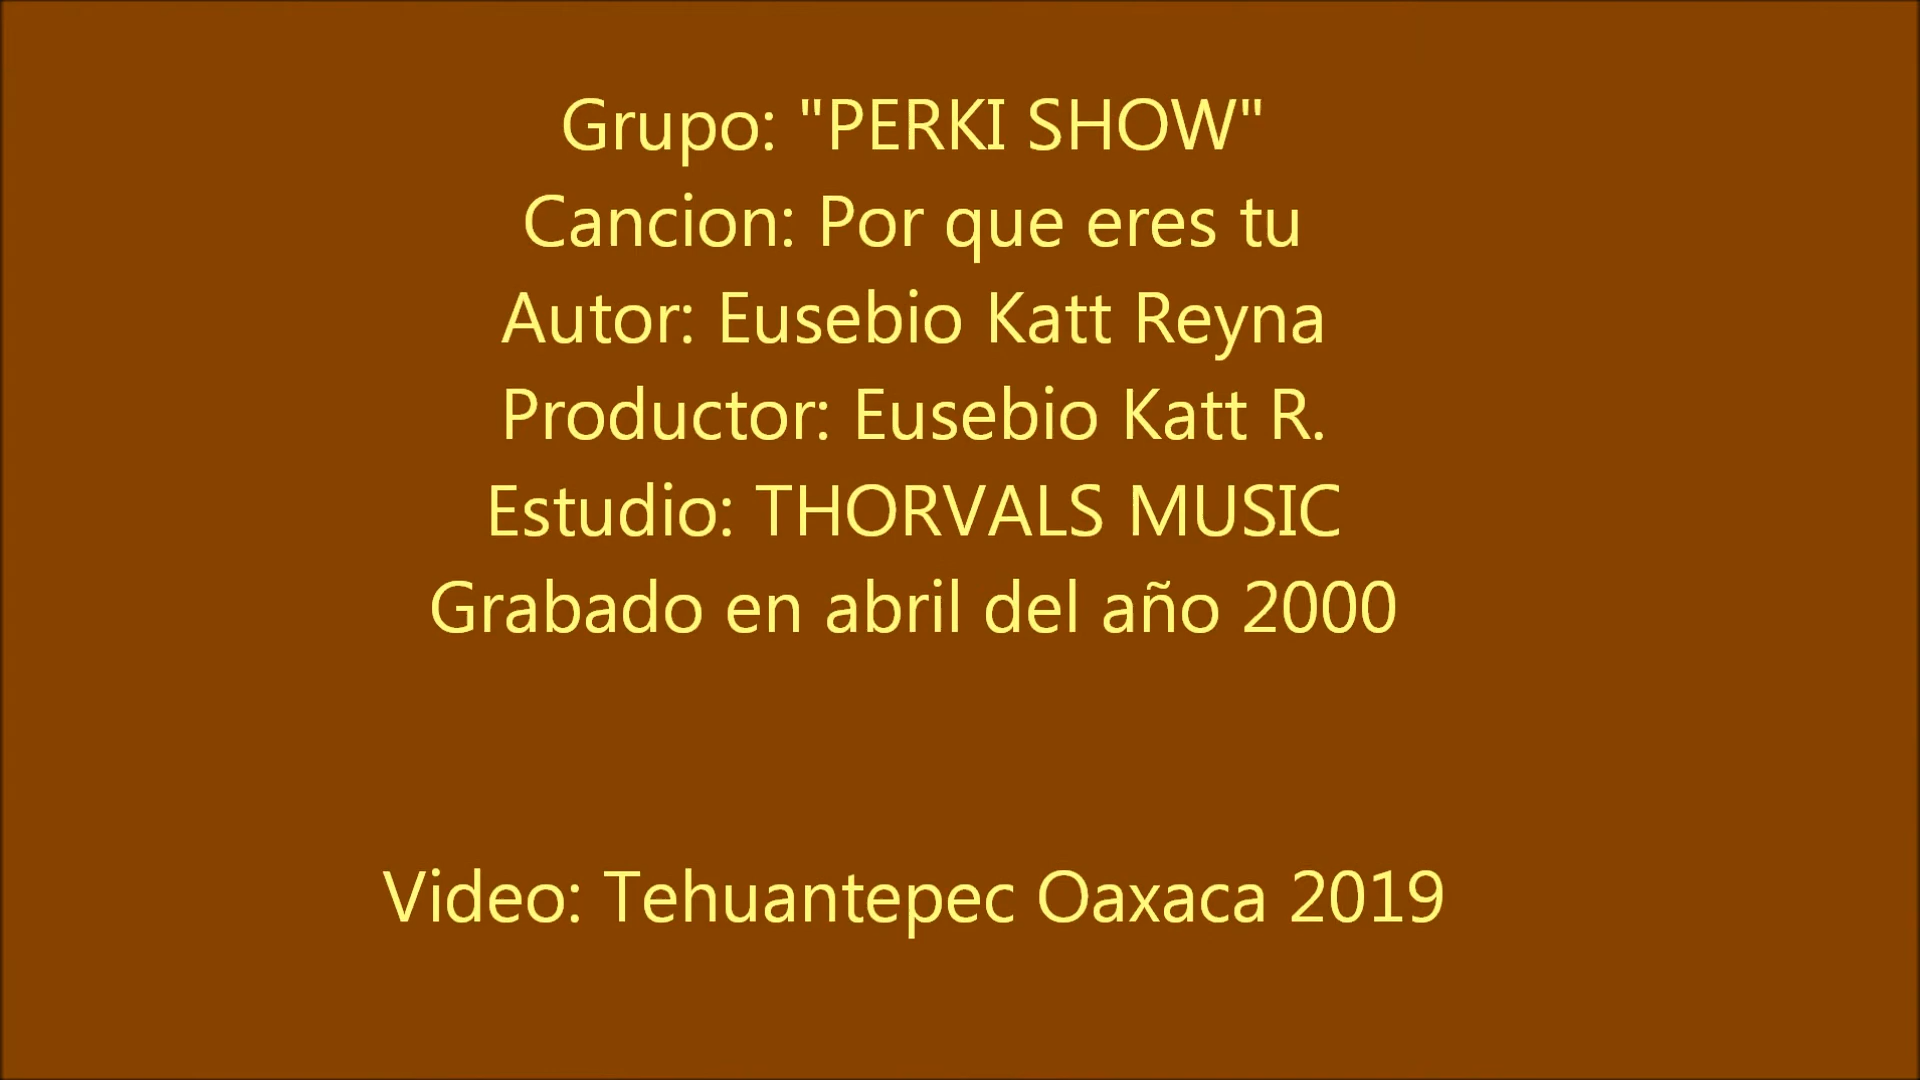 Grupo: "PERKI SHOW"
Cancion: Por que eres tu
Autor: Eusebio Katt Reyna
Productor: Eusebio Katt R.
Estudio: THORVALS MUSIC
Grabado en abril del año 2000
Video: Tehuantepec Oaxaca 2019